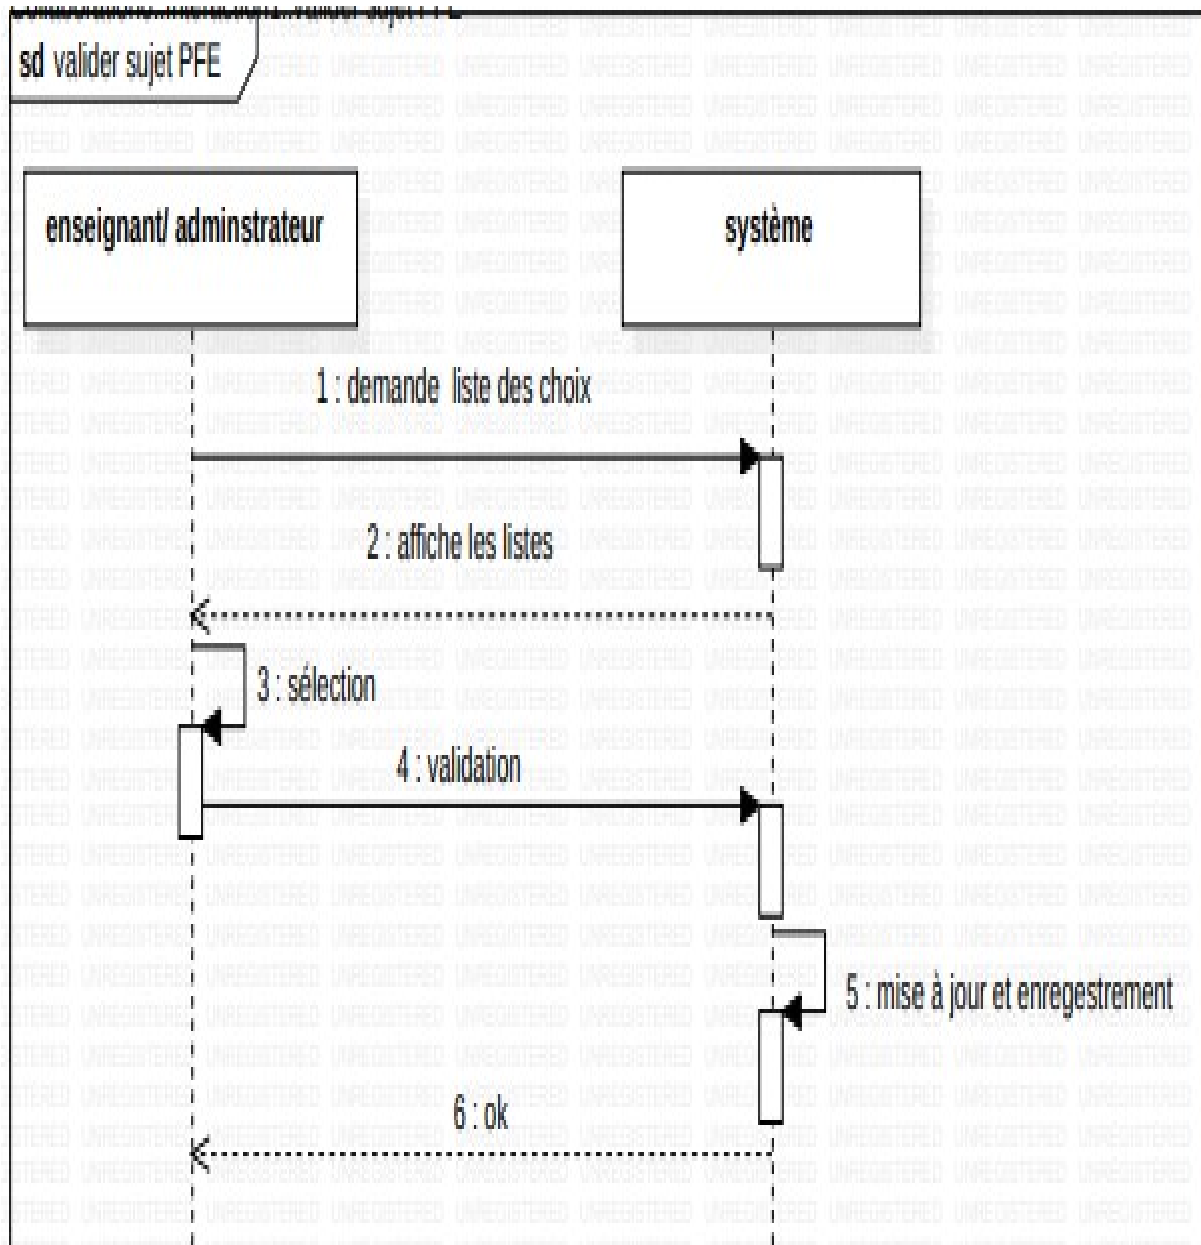 sd valider sujet PFE
enseignant/ adminstrateur
système
1 : demande liste des choix
2 : affiche les listes
3 : sélection
4 : validation
5 : mise à jour et enregestrement
6 : ok